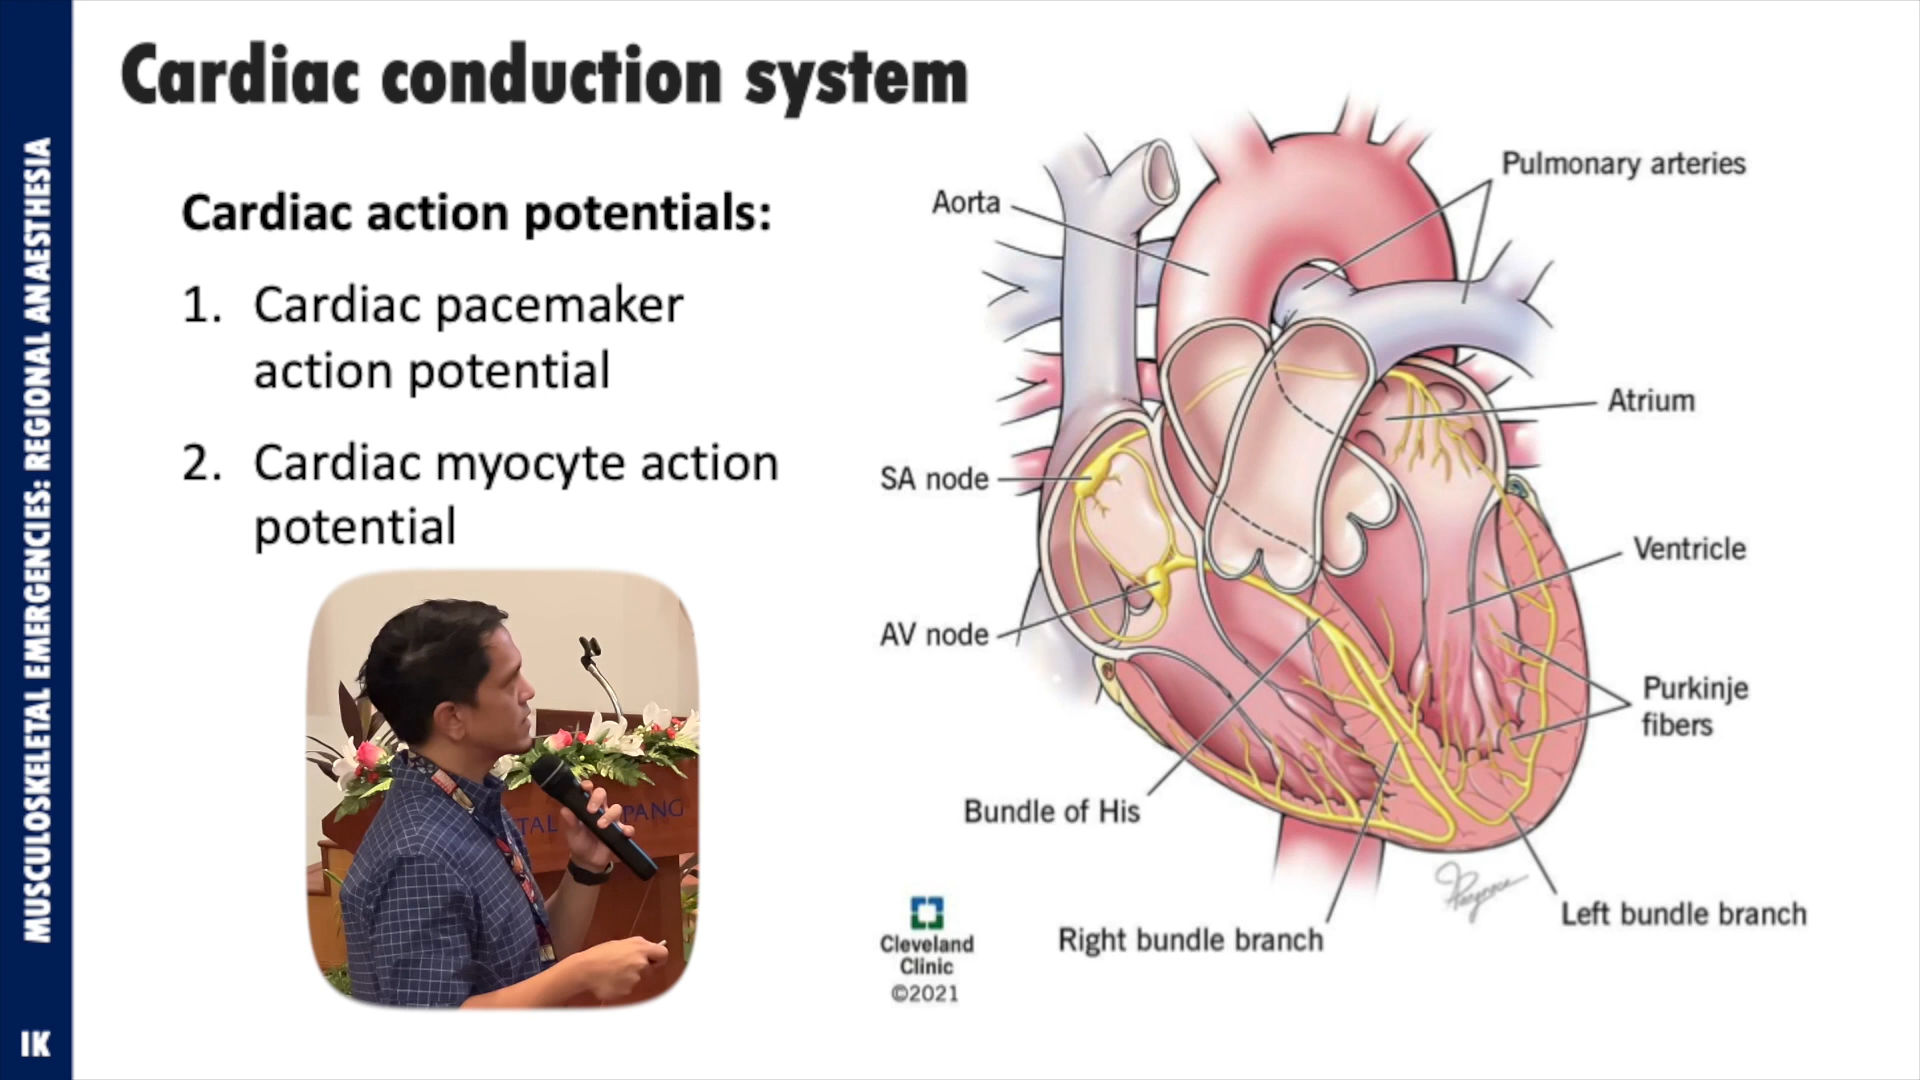 Cardiac conduction system
MUSCULOSKELETAL EMERGENCIES: REGIONAL ANAESTHESIA
IK
Cardiac action potentials:
1. Cardiac pacemaker
action potential
2. Cardiac myocyte action
potential
TAL
PANG
Aorta
Pulmonary arteries
Atrium
SA node
Ventricle
AV node
Purkinje
fibers
Bundle of His
Left bundle branch
Right bundle branch
Cleveland
Clinic
©2021